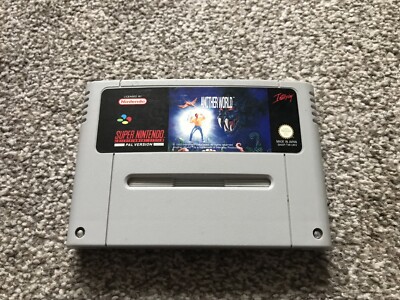 LICENSED BY
Nintendo
ANOTHER WORLD
Interplay
SUPER NINTENDO
ENTERTAINMENT SYSTEM
PAL VERSION
MADE IN JAPAN